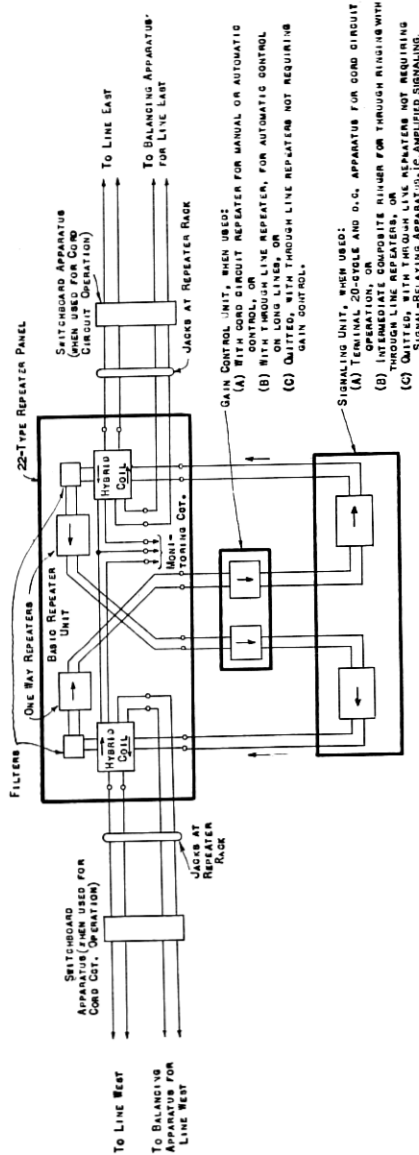 22-Type Repeater Panel
Filters
One Way Repeaters
Basic Repeater
Unit
Hybrid
Coil
Hybrid
Coil
Moni-
toring Cct.
Switchboard
Apparatus (when used for
Cord Cct. Operation)
To Line West
To Balancing
Apparatus for
Line West
Jacks at
Repeater
Rack
Switchboard Apparatus
(when used for Cord
Circuit Operation)
To Line East
To Balancing Apparatus
for Line East
Jacks at Repeater Rack
Gain Control Unit, when used:
(A) With cord circuit repeater for manual or automatic
control, or
(B) With through line repeater, for automatic control
on long lines, or
(C) Omitted, with through line repeaters not requiring
gain control.
Signaling Unit, when used:
(A) Terminal 20-cycle and D.C. apparatus for cord circuit
operation, or
(B) Intermediate composite ringer for through ringing with
through line repeaters, or
(C) Omitted, with through line repeaters not requiring
signal-relaying apparatus, i.e. amplified signaling.